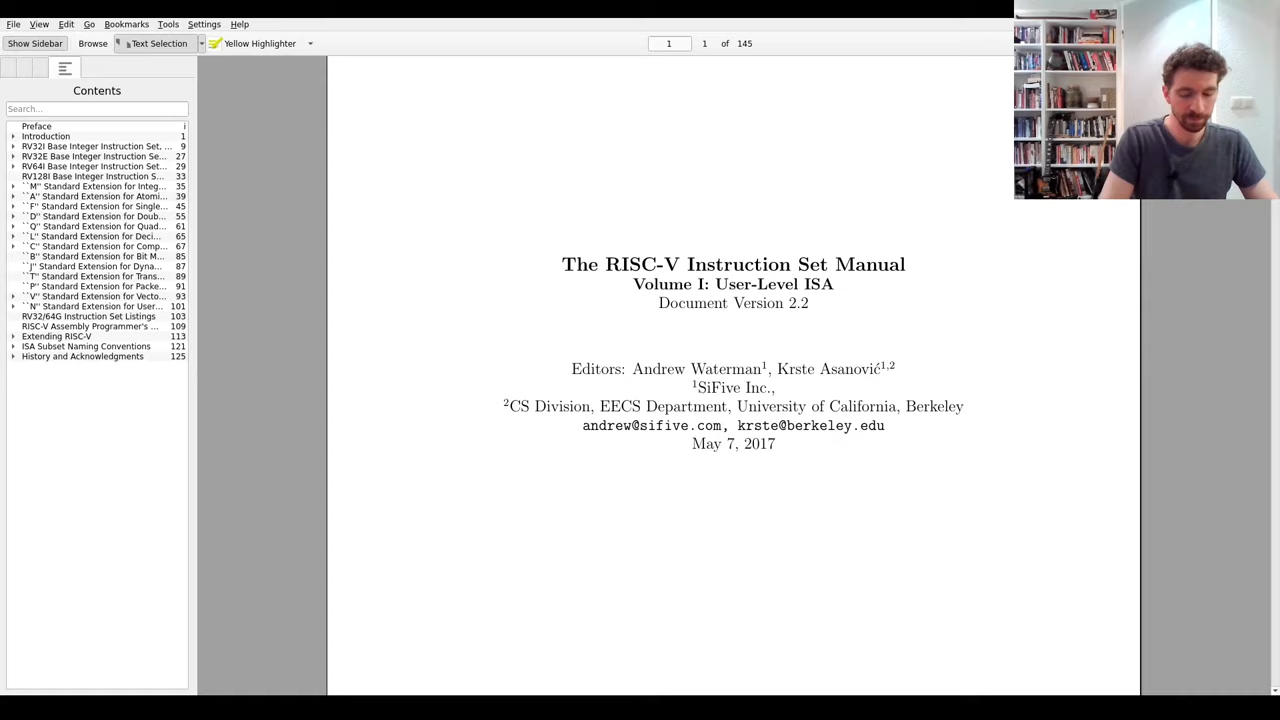 File View Edit Go Bookmarks Tools Settings Help
Show Sidebar Browse Text Selection Yellow Highlighter 1 1 of 145
Contents
Search...
Preface i
Introduction 1
RV32I Base Integer Instruction Set, ... 9
RV32E Base Integer Instruction Se... 27
RV64I Base Integer Instruction Set... 29
RV128I Base Integer Instruction S... 33
``M'' Standard Extension for Integ... 35
``A'' Standard Extension for Atomi... 39
``F'' Standard Extension for Single... 45
``D'' Standard Extension for Doub... 55
``Q'' Standard Extension for Quad... 61
``L'' Standard Extension for Deci... 65
``C'' Standard Extension for Comp... 67
``B'' Standard Extension for Bit M... 85
``J'' Standard Extension for Dyna... 87
``T'' Standard Extension for Trans... 89
``P'' Standard Extension for Packe... 91
``V'' Standard Extension for Vecto... 93
``N'' Standard Extension for User... 101
RV32/64G Instruction Set Listings 103
RISC-V Assembly Programmer's ... 109
Extending RISC-V 113
ISA Subset Naming Conventions 121
History and Acknowledgments 125
The RISC-V Instruction Set Manual
Volume I: User-Level ISA
Document Version 2.2
Editors: Andrew Waterman¹, Krste Asanović¹,²
¹SiFive Inc.,
²CS Division, EECS Department, University of California, Berkeley
andrew@sifive.com, krste@berkeley.edu
May 7, 2017